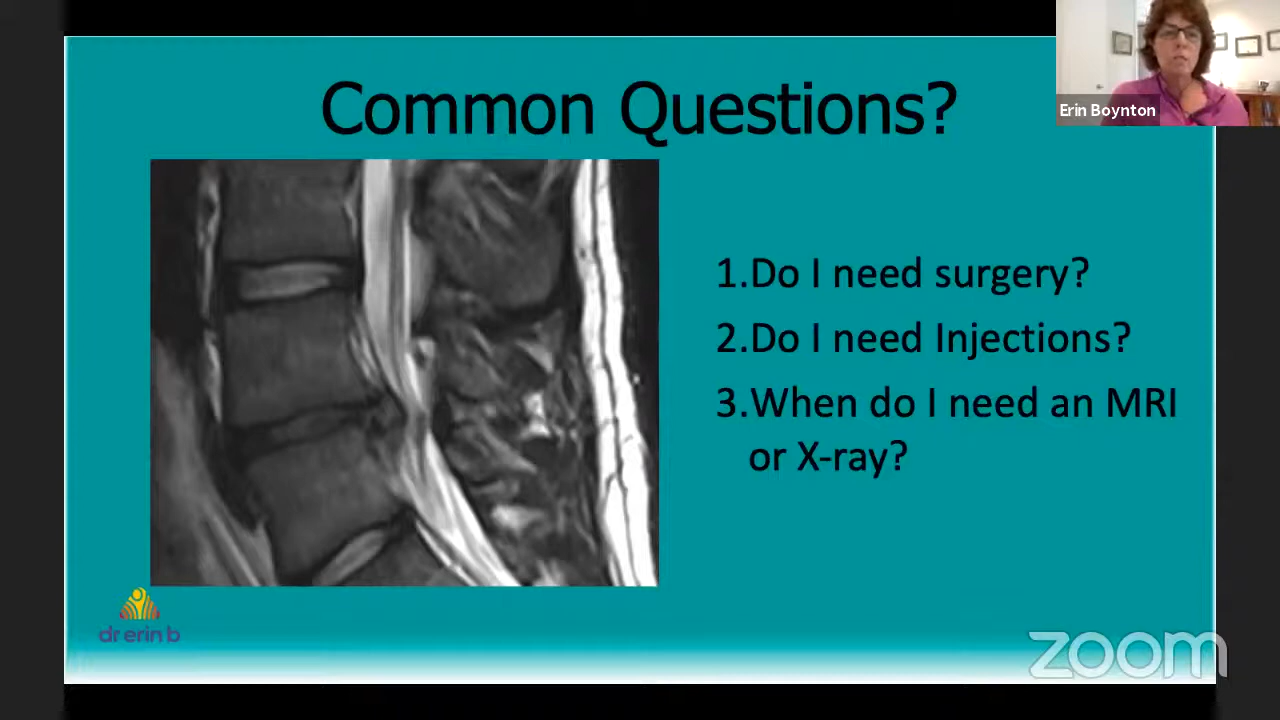 Common Questions?
Erin Boynton
1.Do I need surgery?
2.Do I need Injections?
3.When do I need an MRI
or X-ray?
dr erin b
zoom